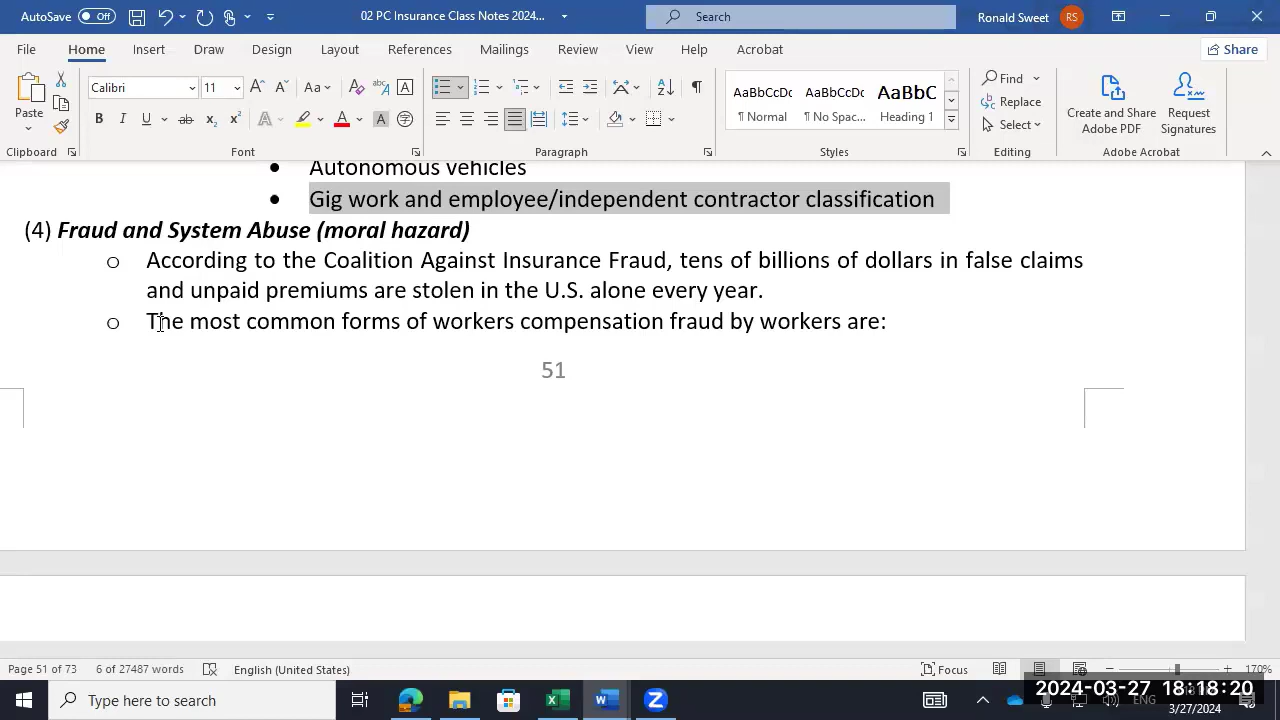 AutoSave Off 02 PC Insurance Class Notes 2024... Search Ronald Sweet RS
File Home Insert Draw Design Layout References Mailings Review View Help Acrobat Share
Paste Calibri 11 Aa AaBbCcDc AaBbCcDc AaBbC Find Replace Select Create and Share Adobe PDF Request Signatures
¶ Normal ¶ No Spac... Heading 1
Clipboard Font Paragraph Styles Editing Adobe Acrobat
• Autonomous vehicles
• Gig work and employee/independent contractor classification
(4) Fraud and System Abuse (moral hazard)
o According to the Coalition Against Insurance Fraud, tens of billions of dollars in false claims
and unpaid premiums are stolen in the U.S. alone every year.
o The most common forms of workers compensation fraud by workers are:
51
Page 51 of 73 6 of 27487 words English (United States) Focus 170%
Type here to search ENG
2024-03-27 18:18:20
3/27/2024